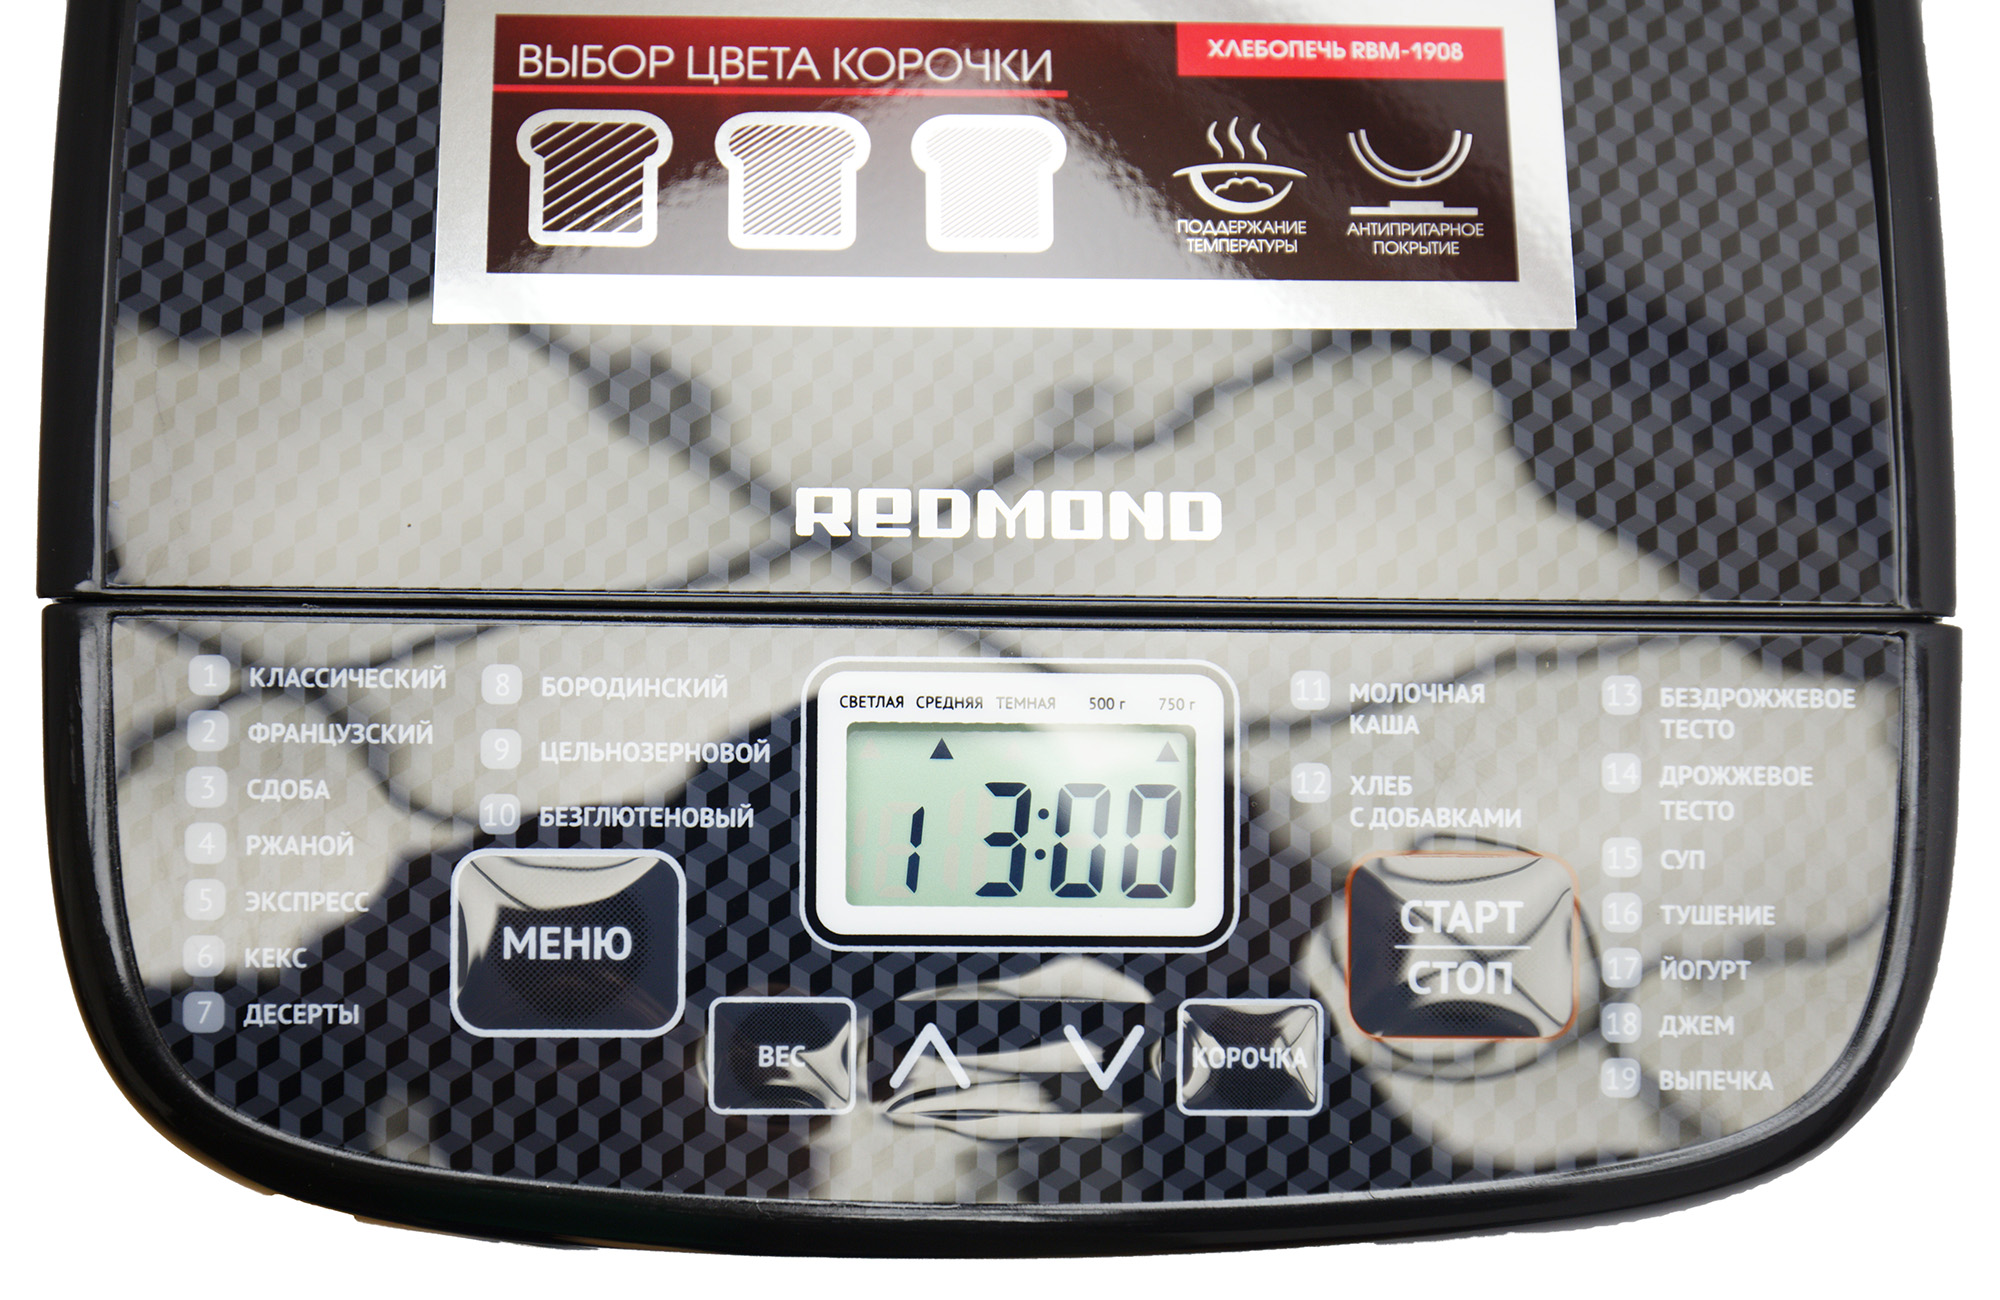 ВЫБОР ЦВЕТА КОРОЧКИ
ХЛЕБОПЕЧЬ RBM-1908
ПОДДЕРЖАНИЕ
ТЕМПЕРАТУРЫ
АНТИПРИГАРНОЕ
ПОКРЫТИЕ
REDMOND
1 КЛАССИЧЕСКИЙ
2 ФРАНЦУЗСКИЙ
3 СДОБА
4 РЖАНОЙ
5 ЭКСПРЕСС
6 КЕКС
7 ДЕСЕРТЫ
8 БОРОДИНСКИЙ
9 ЦЕЛЬНОЗЕРНОВОЙ
10 БЕЗГЛЮТЕНОВЫЙ
МЕНЮ
СВЕТЛАЯ СРЕДНЯЯ ТЕМНАЯ 500 г 750 г
1 3:00
ВЕС
КОРОЧКА
11 МОЛОЧНАЯ
КАША
12 ХЛЕБ
С ДОБАВКАМИ
СТАРТ
СТОП
13 БЕЗДРОЖЖЕВОЕ
ТЕСТО
14 ДРОЖЖЕВОЕ
ТЕСТО
15 СУП
16 ТУШЕНИЕ
17 ЙОГУРТ
18 ДЖЕМ
19 ВЫПЕЧКА